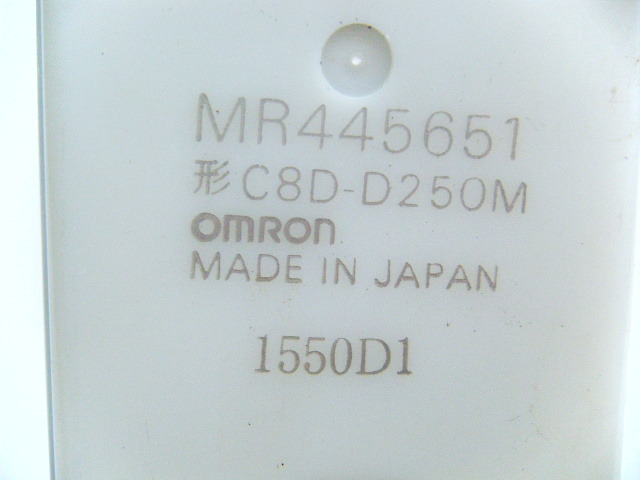 MR445651
形 C8D-D250M
OMRON
MADE IN JAPAN
1550D1